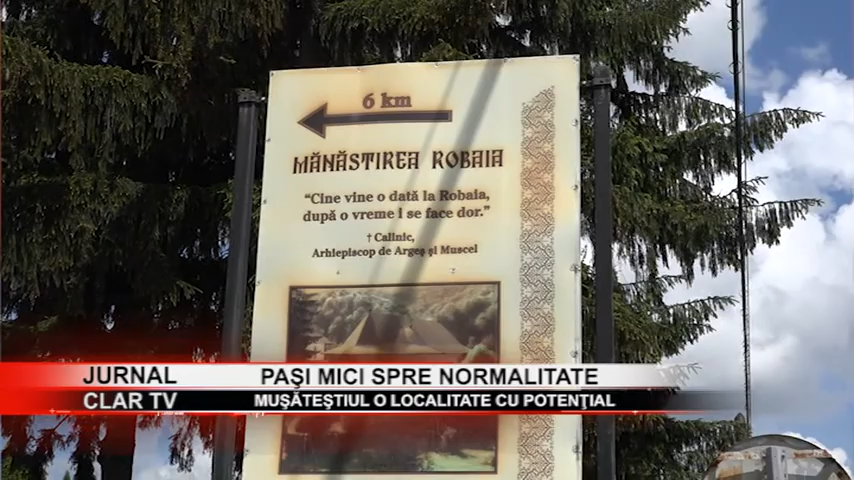 6 km
MĂNĂSTIREA ROBAIA
“Cine vine o dată la Robaia,
după o vreme i se face dor.”
† Calinic,
Arhiepiscop de Argeş şi Muscel
JURNAL
PAŞI MICI SPRE NORMALITATE
CLAR TV
MUŞĂTEŞTIUL O LOCALITATE CU POTENŢIAL